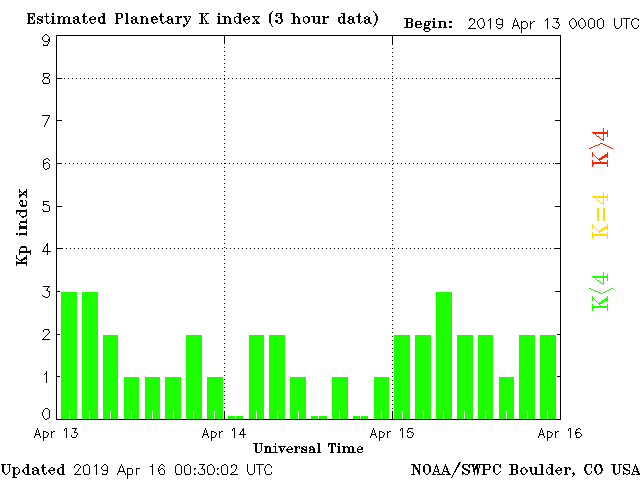 Estimated Planetary K index (3 hour data)
Begin: 2019 Apr 13 0000 UTC
9
8
7
6
5
4
3
2
1
0
Kp index
K>4
K=4
K<4
Apr 13
Apr 14
Apr 15
Apr 16
Universal Time
Updated 2019 Apr 16 00:30:02 UTC
NOAA/SWPC Boulder, CO USA